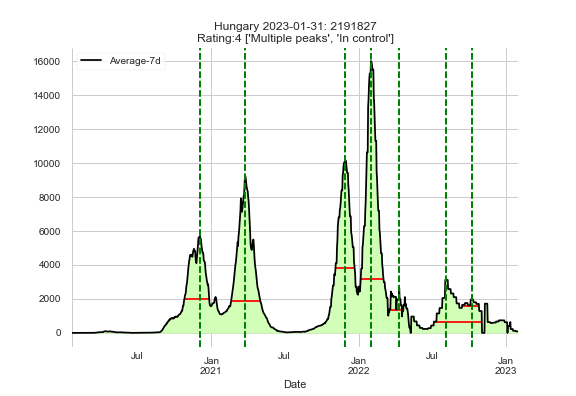 Hungary 2023-01-31: 2191827
Rating:4 ['Multiple peaks', 'In control']
Average-7d
16000
14000
12000
10000
8000
6000
4000
2000
0
Jul
Jan
2021
Jul
Jan
2022
Jul
Jan
2023
Date